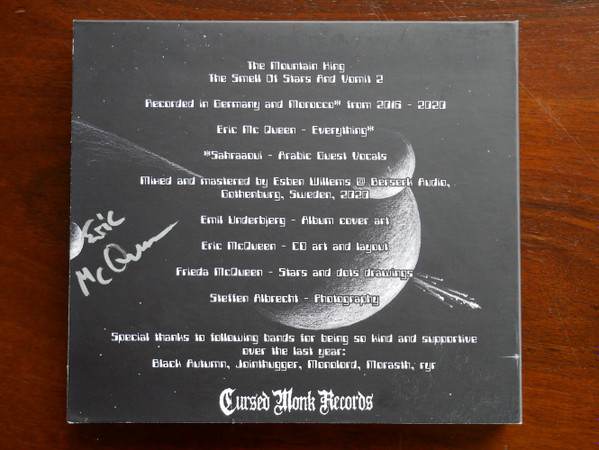 The Mountain King
The Smell Of Stars And Vomit 2
Recorded in Germany and Morocco* from 2016 - 2020
Eric Mc Queen - Everything*
*Sahraaoui - Arabic Guest Vocals
Mixed and mastered by Esben Willems @ Berserk Audio,
Gothenburg, Sweden, 2020
Emil Underbjerg - Album cover art
Eric McQueen - CD art and layout
Frieda McQueen - Stars and dots drawings
Steffen Albrecht - Photography
Eric
McQueen
Special thanks to following bands for being so kind and supportive
over the last year:
Black Autumn, Jointhugger, Monolord, Morasth, ryr
Cursed Monk Records